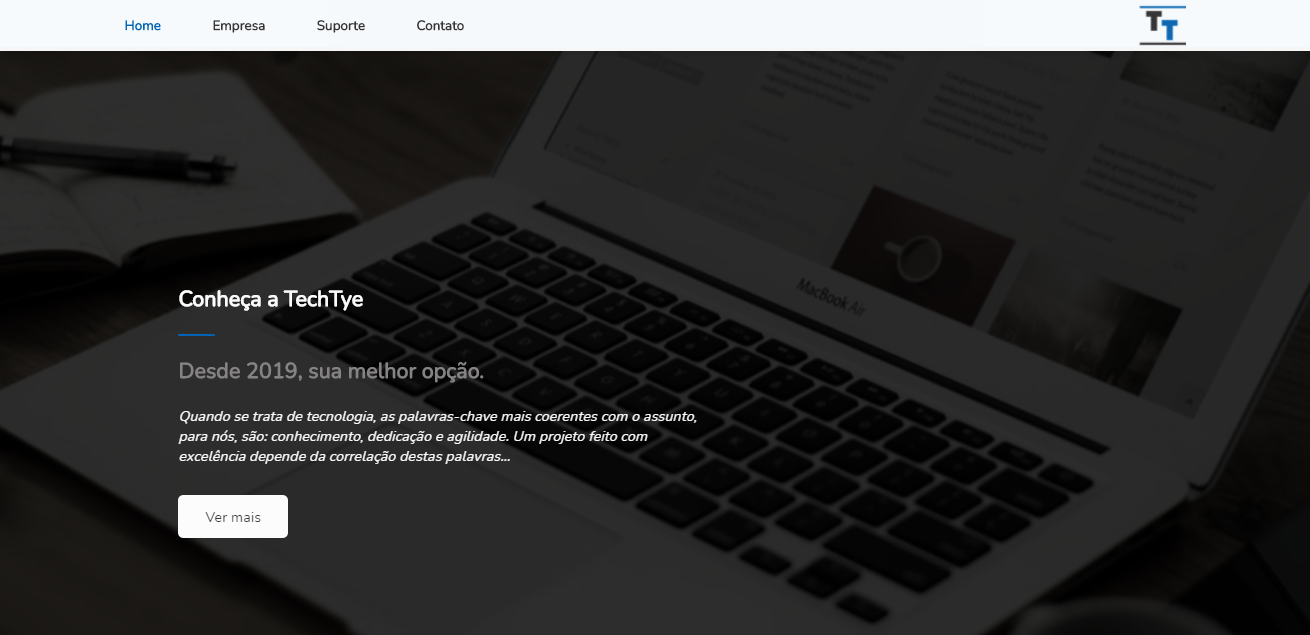 Home Empresa Suporte Contato
TT
MacBook Air
Conheça a TechTye
Desde 2019, sua melhor opção.
Quando se trata de tecnologia, as palavras-chave mais coerentes com o assunto,
para nós, são: conhecimento, dedicação e agilidade. Um projeto feito com
excelência depende da correlação destas palavras...
Ver mais